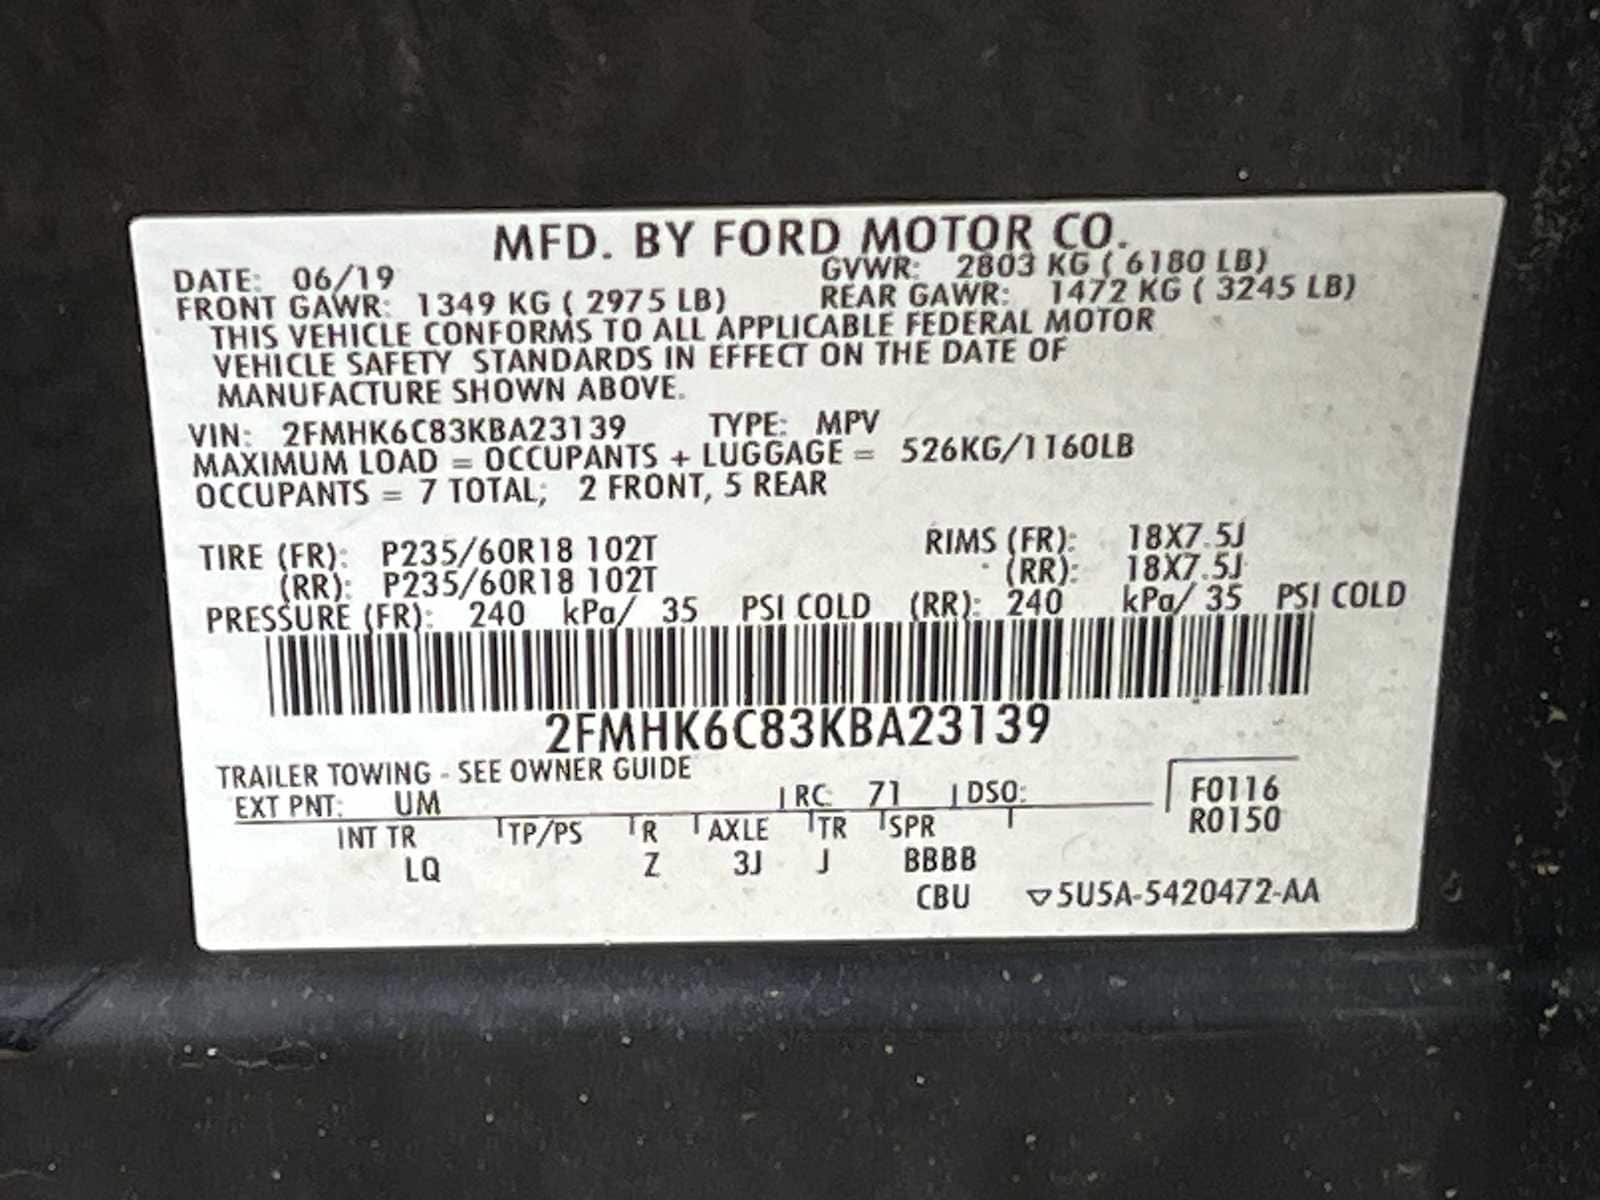 MFD. BY FORD MOTOR CO.
DATE: 06/19 GVWR: 2803 KG ( 6180 LB)
FRONT GAWR: 1349 KG ( 2975 LB) REAR GAWR: 1472 KG ( 3245 LB)
THIS VEHICLE CONFORMS TO ALL APPLICABLE FEDERAL MOTOR
VEHICLE SAFETY STANDARDS IN EFFECT ON THE DATE OF
MANUFACTURE SHOWN ABOVE.
VIN: 2FMHK6C83KBA23139 TYPE: MPV
MAXIMUM LOAD = OCCUPANTS + LUGGAGE = 526KG/1160LB
OCCUPANTS = 7 TOTAL; 2 FRONT, 5 REAR
TIRE (FR): P235/60R18 102T RIMS (FR): 18X7.5J
(RR): P235/60R18 102T (RR): 18X7.5J
PRESSURE (FR): 240 kPa/ 35 PSI COLD (RR): 240 kPa/ 35 PSI COLD
2FMHK6C83KBA23139
TRAILER TOWING - SEE OWNER GUIDE
EXT PNT: UM RC: 71 DSO: F0116
R0150
INT TR TP/PS R AXLE TR SPR
LQ Z 3J J BBBB
CBU ▽5U5A-5420472-AA